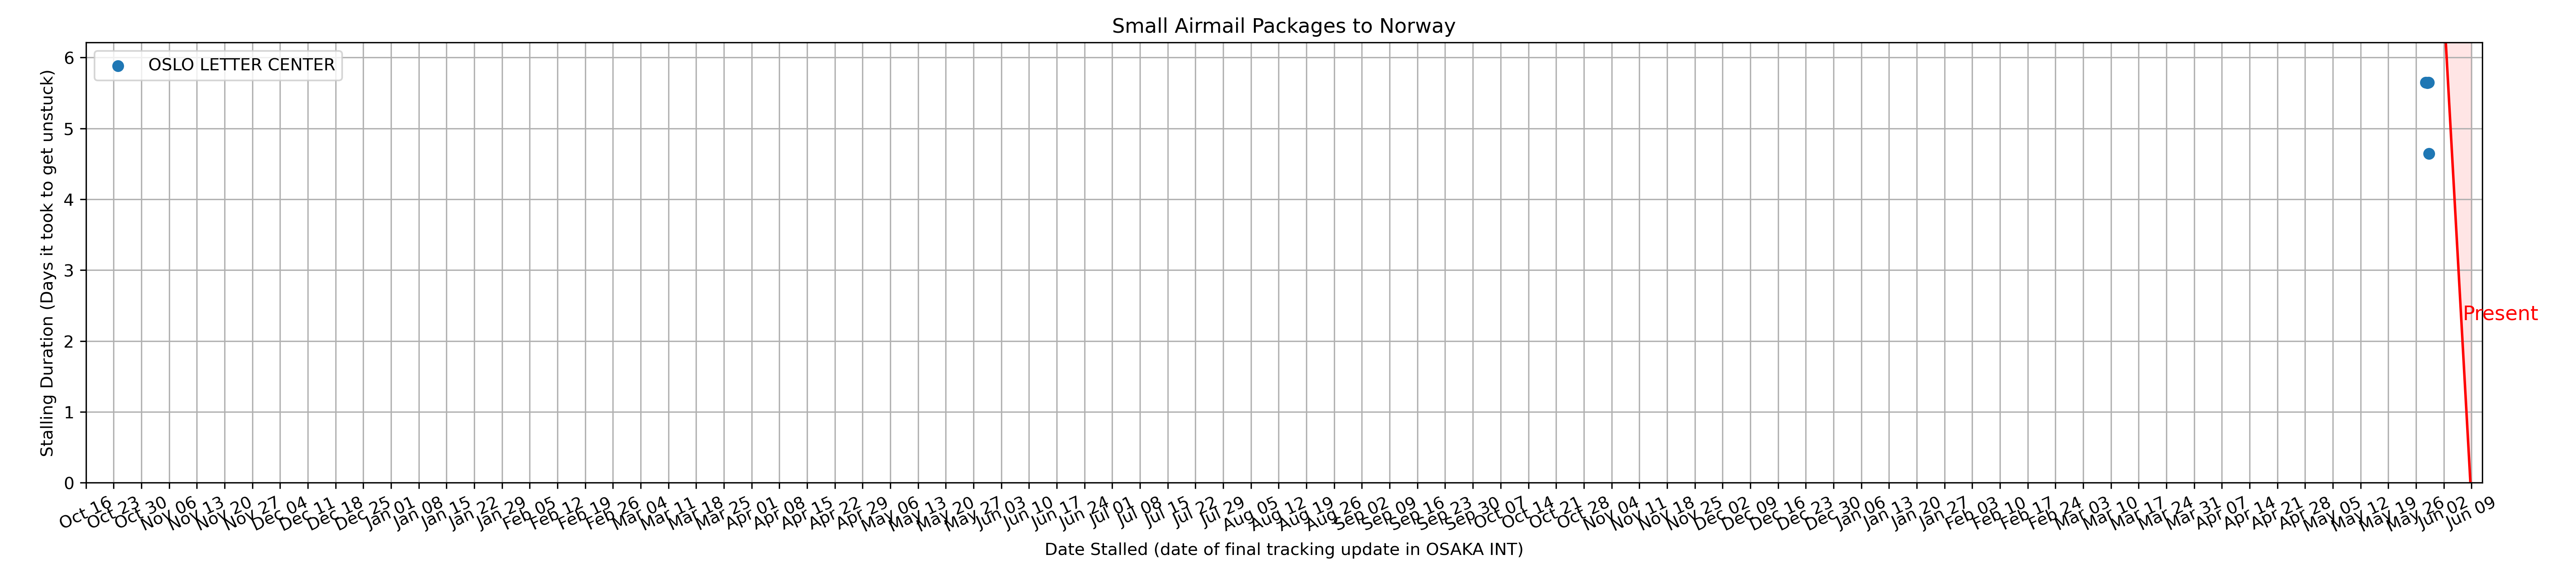 Small Airmail Packages to Norway
OSLO LETTER CENTER
Stalling Duration (Days it took to get unstuck)
6
5
4
3
2
1
0
Present
Oct 16
Oct 23
Oct 30
Nov 06
Nov 13
Nov 20
Nov 27
Dec 04
Dec 11
Dec 18
Dec 25
Jan 01
Jan 08
Jan 15
Jan 22
Jan 29
Feb 05
Feb 12
Feb 19
Feb 26
Mar 04
Mar 11
Mar 18
Mar 25
Apr 01
Apr 08
Apr 15
Apr 22
Apr 29
May 06
May 13
May 20
May 27
Jun 03
Jun 10
Jun 17
Jun 24
Jul 01
Jul 08
Jul 15
Jul 22
Jul 29
Aug 05
Aug 12
Aug 19
Aug 26
Sep 02
Sep 09
Sep 16
Sep 23
Sep 30
Oct 07
Oct 14
Oct 21
Oct 28
Nov 04
Nov 11
Nov 18
Nov 25
Dec 02
Dec 09
Dec 16
Dec 23
Dec 30
Jan 06
Jan 13
Jan 20
Jan 27
Feb 03
Feb 10
Feb 17
Feb 24
Mar 03
Mar 10
Mar 17
Mar 24
Mar 31
Apr 07
Apr 14
Apr 21
Apr 28
May 05
May 12
May 19
May 26
Jun 02
Jun 09
Date Stalled (date of final tracking update in OSAKA INT)